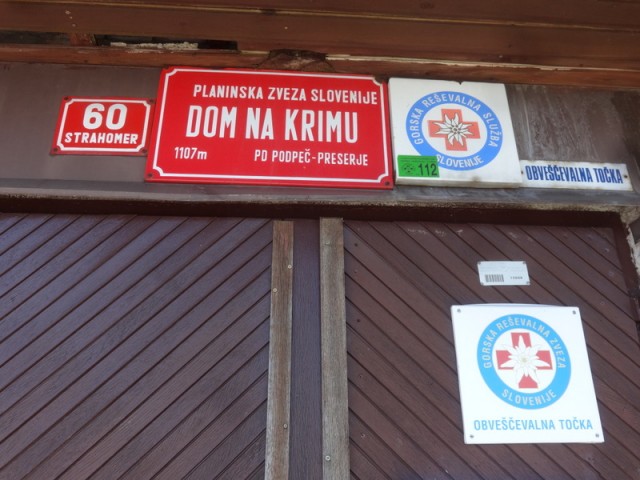 60
STRAHOMER
PLANINSKA ZVEZA SLOVENIJE
DOM NA KRIMU
1107m PD PODPEČ-PRESERJE
GORSKA REŠEVALNA SLUŽBA
SLOVENIJE
112
OBVEŠČEVALNA TOČKA
GORSKA REŠEVALNA ZVEZA
SLOVENIJE
OBVEŠČEVALNA TOČKA